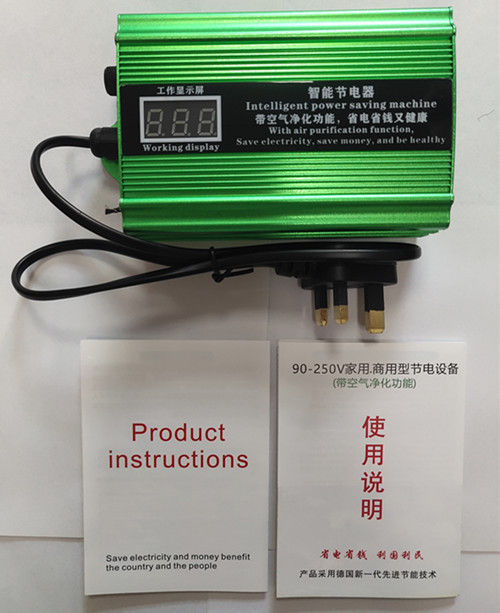 工作显示屏
8.8.8.
Working display
智能节电器
Intelligent power saving machine
带空气净化功能，省电省钱又健康
With air purification function,
Save electricity, save money, and be healthy
Product
instructions
Save electricity and money benefit
the country and the people
90-250V家用.商用型节电设备
(带空气净化功能)
使用说明
省电省钱 利国利民
产品采用德国新一代先进节能技术